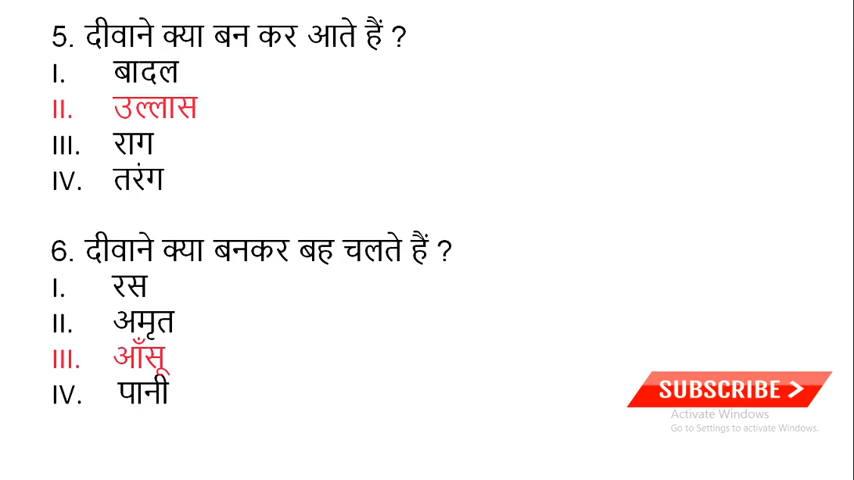 5. दीवाने क्या बन कर आते हैं ?
I. बादल
II. उल्लास
III. राग
IV. तरंग
6. दीवाने क्या बनकर बह चलते हैं ?
I. रस
II. अमृत
III. आँसू
IV. पानी
SUBSCRIBE >
Activate Windows
Go to Settings to activate Windows.